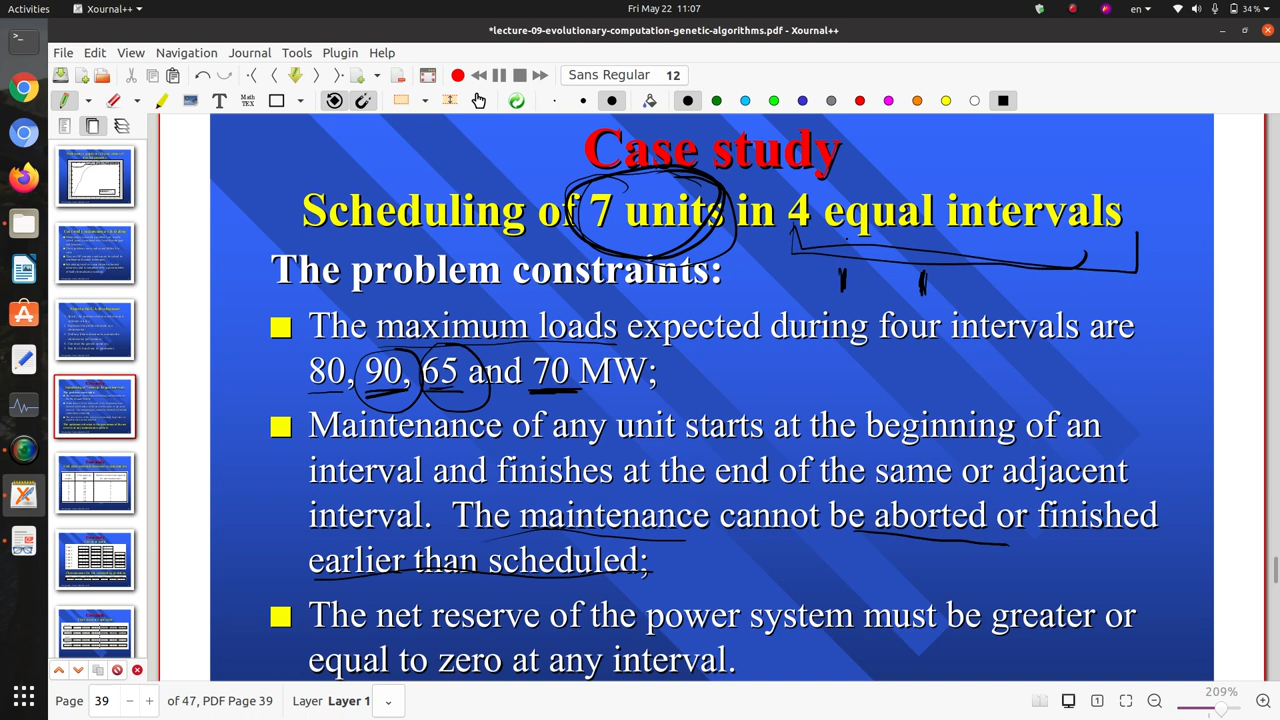 Activities
Xournal++
Fri May 22 11:07
en
34 %
*lecture-09-evolutionary-computation-genetic-algorithms.pdf - Xournal++
File Edit View Navigation Journal Tools Plugin Help
Sans Regular 12
Case study
Scheduling of 7 units in 4 equal intervals
The problem constraints:
The maximum loads expected during four intervals are
80, 90, 65 and 70 MW;
Maintenance of any unit starts at the beginning of an
interval and finishes at the end of the same or adjacent
interval. The maintenance cannot be aborted or finished
earlier than scheduled;
The net reserve of the power system must be greater or
equal to zero at any interval.
Page 39 of 47, PDF Page 39
Layer Layer 1
209%